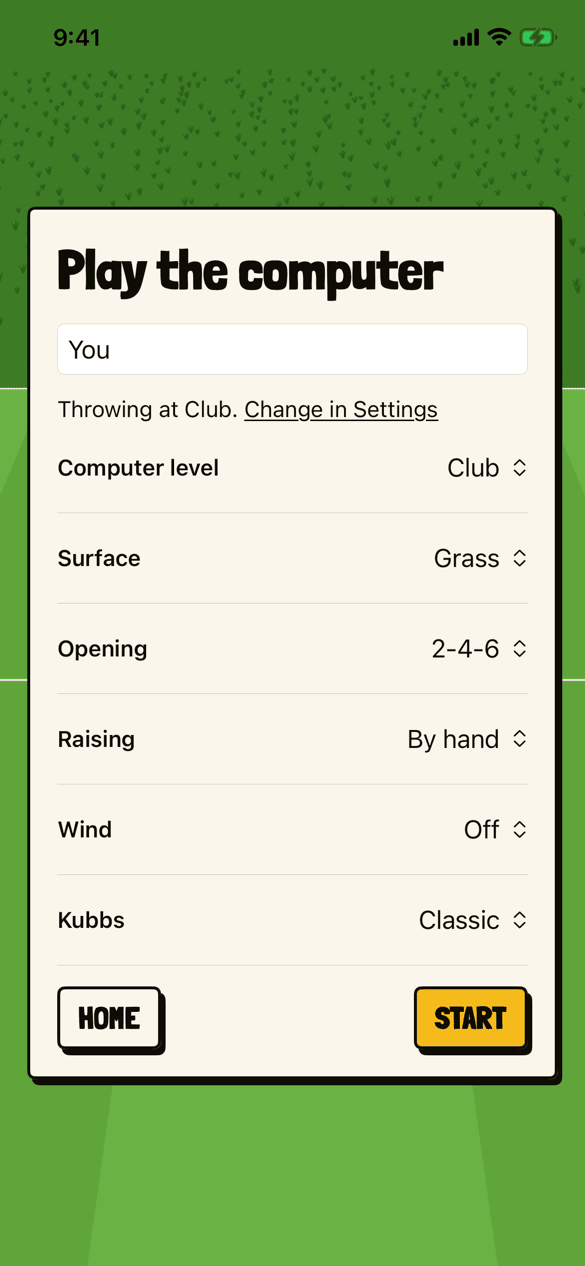 9:41
Play the computer
You
Throwing at Club. Change in Settings
Computer level Club
Surface Grass
Opening 2-4-6
Raising By hand
Wind Off
Kubbs Classic
HOME START